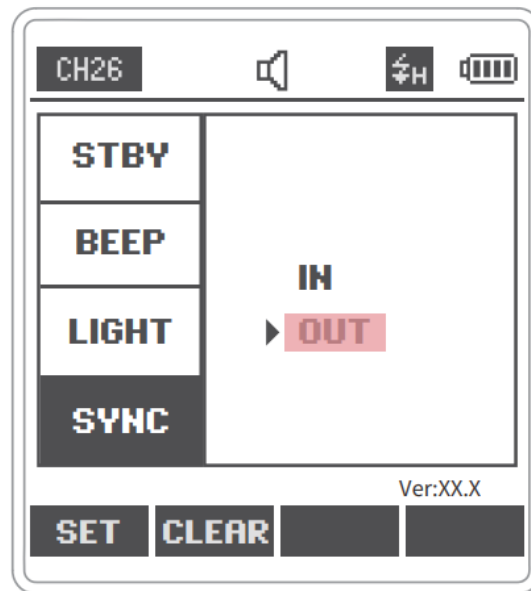 CH26 H
STBY
BEEP
LIGHT
SYNC
IN
OUT
Ver:XX.X
SET CLEAR